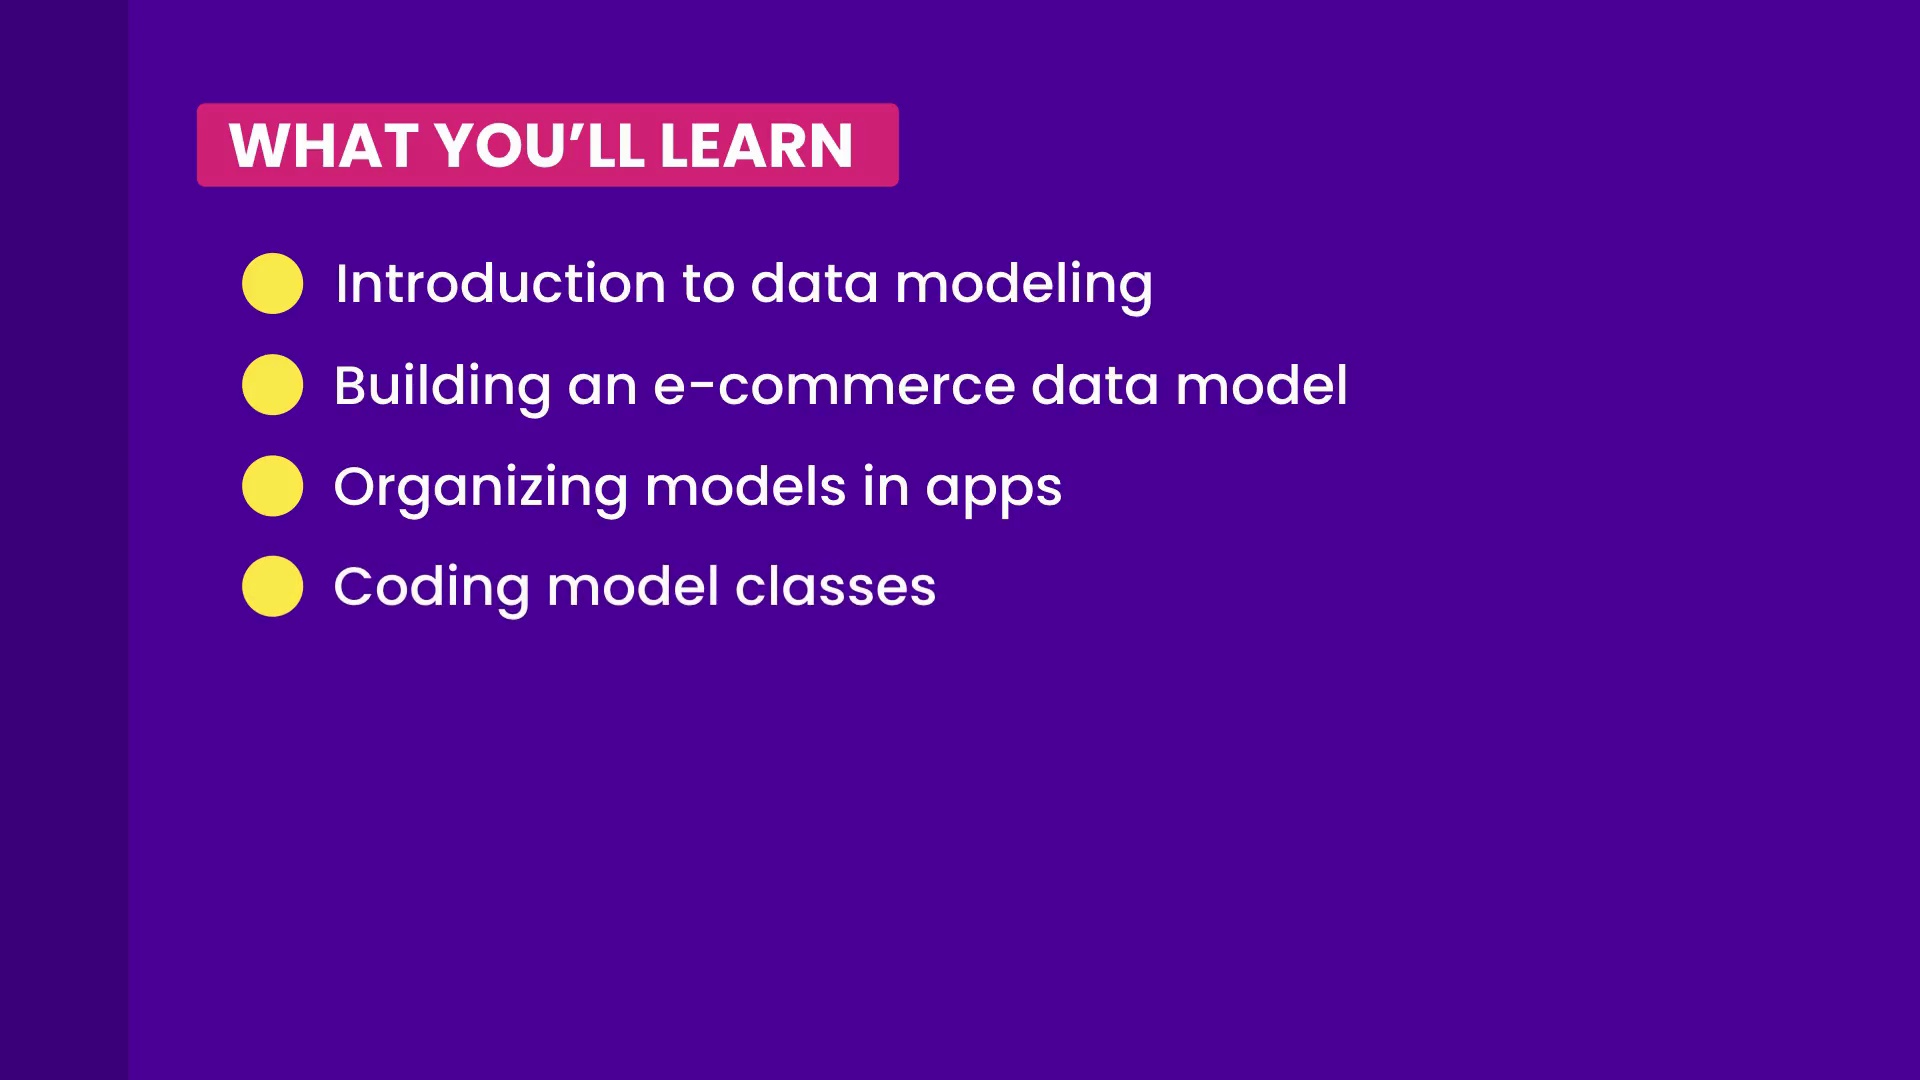 WHAT YOU’LL LEARN
Introduction to data modeling
Building an e-commerce data model
Organizing models in apps
Coding model classes